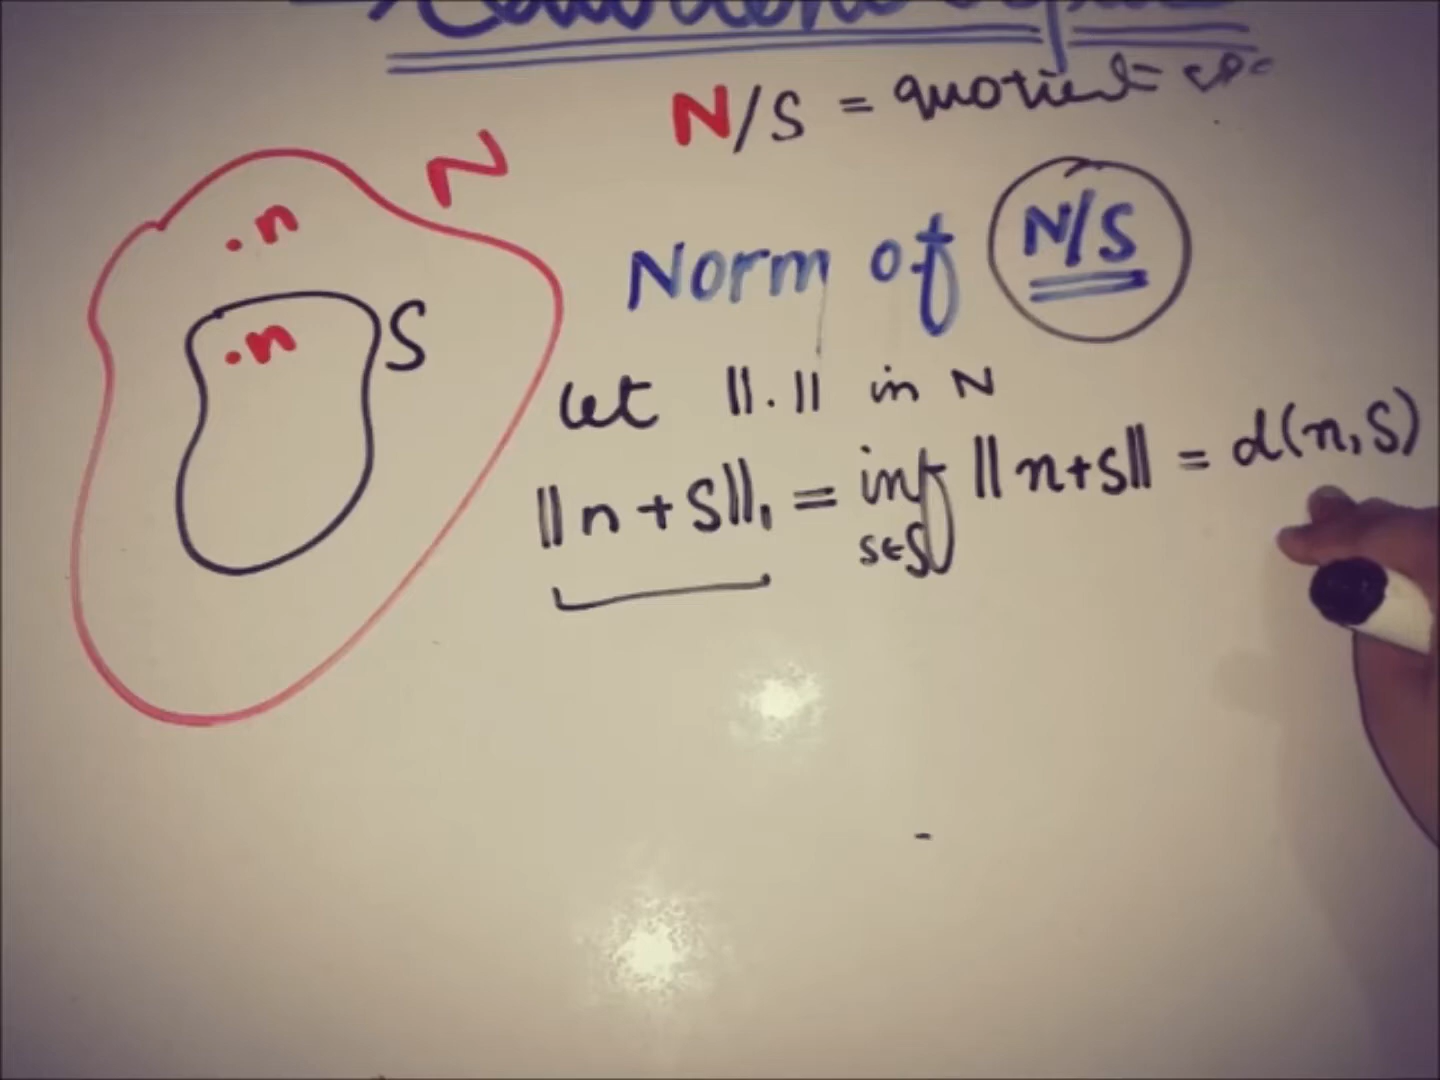 N/S = quotient
N
.n
Norm of N/S
.n S
let ||.|| in N
||n+S||₁ = inf ||n+s|| = d(n,S)
s∈S